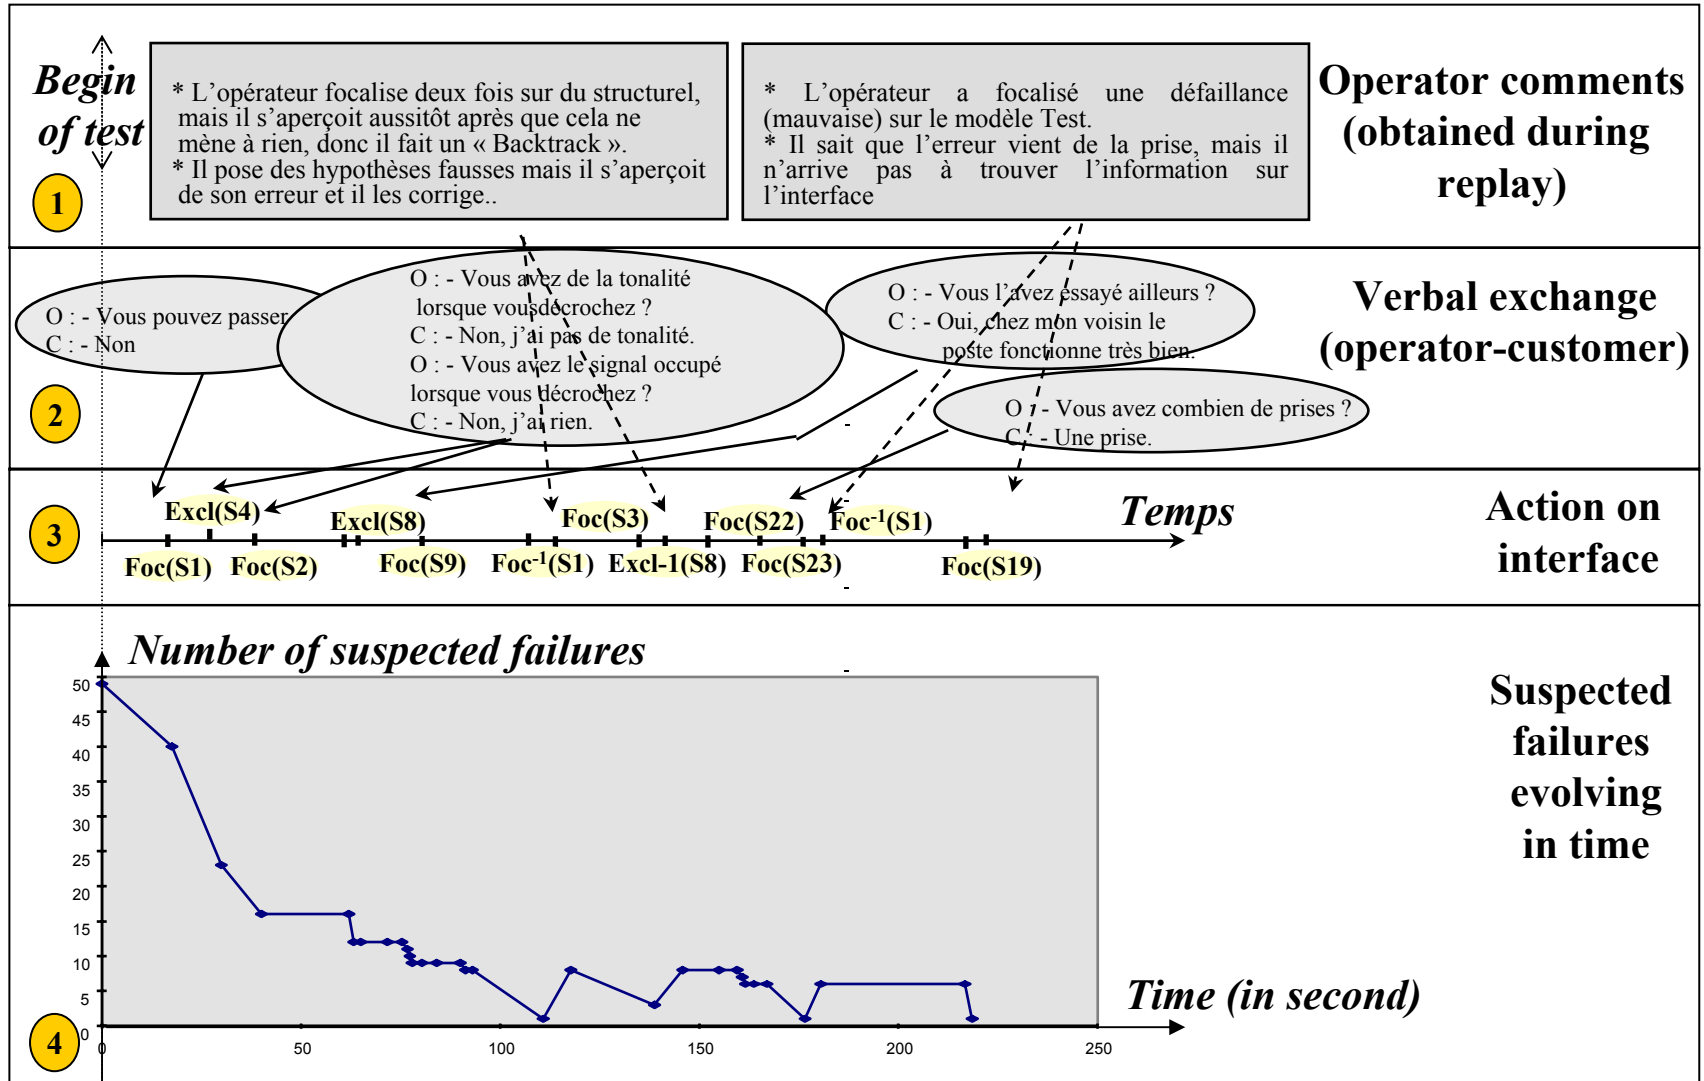 Begin
of test
1
* L'opérateur focalise deux fois sur du structurel,
mais il s'aperçoit aussitôt après que cela ne
mène à rien, donc il fait un « Backtrack ».
* Il pose des hypothèses fausses mais il s'aperçoit
de son erreur et il les corrige..
* L'opérateur a focalisé une défaillance
(mauvaise) sur le modèle Test.
* Il sait que l'erreur vient de la prise, mais il
n'arrive pas à trouver l'information sur
l'interface
Operator comments
(obtained during
replay)
2
O : - Vous pouvez passer
C : - Non
O : - Vous avez de la tonalité
lorsque vousdécrochez ?
C : - Non, j'ai pas de tonalité.
O : - Vous avez le signal occupé
lorsque vous décrochez ?
C : - Non, j'ai rien.
O : - Vous l'avez essayé ailleurs ?
C : - Oui, chez mon voisin le
poste fonctionne très bien.
O : - Vous avez combien de prises ?
C : - Une prise.
Verbal exchange
(operator-customer)
3
Excl(S4)
Excl(S8)
Foc(S3)
Foc(S22)
Foc⁻¹(S1)
Temps
Foc(S1)
Foc(S2)
Foc(S9)
Foc⁻¹(S1)
Excl-1(S8)
Foc(S23)
Foc(S19)
Action on
interface
Number of suspected failures
50
45
40
35
30
25
20
15
10
5
0
0
50
100
150
200
250
Time (in second)
4
Suspected
failures
evolving
in time